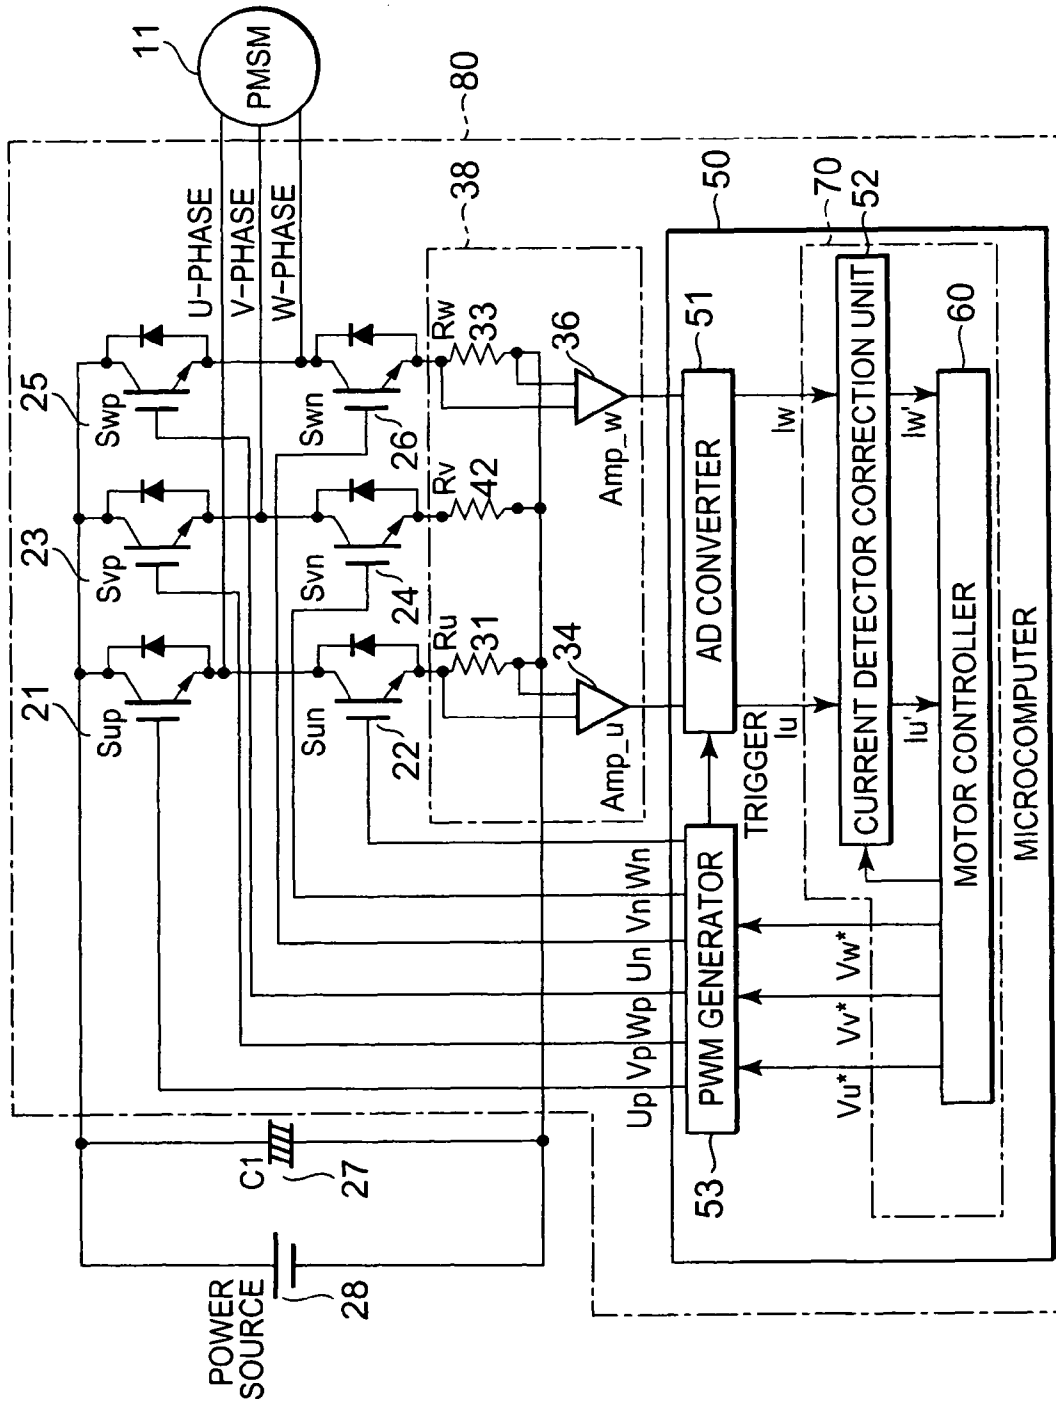 POWER
SOURCE
28
C1
27
21
Sup
23
Svp
25
Swp
11
PMSM
U-PHASE
V-PHASE
W-PHASE
80
Sun
22
Svn
24
Swn
26
38
Ru
31
Rv
42
Rw
33
34
Amp_u
36
Amp_w
50
Up
Vp
Wp
Un
Vn
Wn
53
PWM GENERATOR
TRIGGER
AD CONVERTER
51
Iu
Iw
70
52
CURRENT DETECTOR CORRECTION UNIT
Vu*
Vv*
Vw*
Iu'
Iw'
60
MOTOR CONTROLLER
MICROCOMPUTER